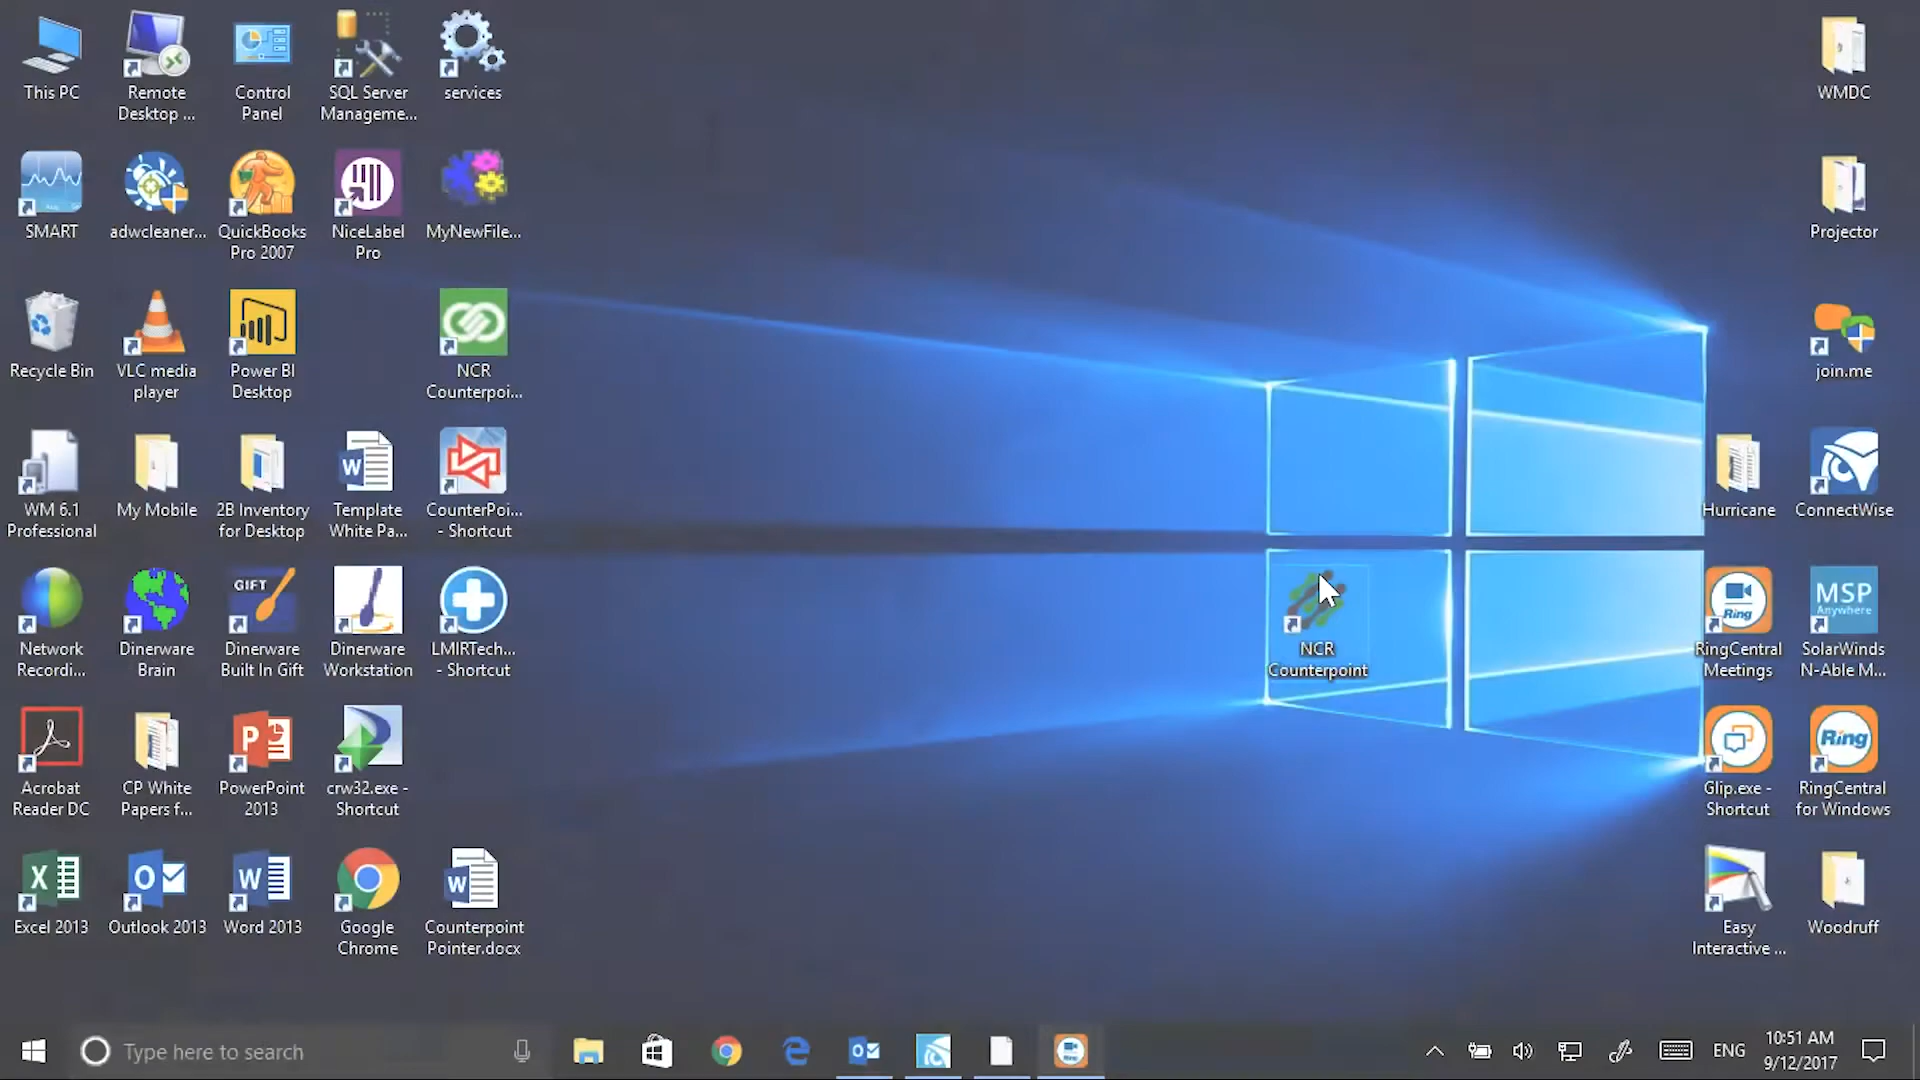 This PC
Remote
Desktop ...
Control
Panel
SQL Server
Manageme...
services
WMDC
SMART
adwcleaner...
QuickBooks
Pro 2007
NiceLabel
Pro
MyNewFile...
Projector
Recycle Bin
VLC media
player
Power BI
Desktop
NCR
Counterpoi...
join.me
WM 6.1
Professional
My Mobile
2B Inventory
for Desktop
W
Template
White Pa...
CounterPoi...
- Shortcut
Hurricane
ConnectWise
Network
Recordi...
Dinerware
Brain
GIFT
Dinerware
Built In Gift
Dinerware
Workstation
LMIRTech...
- Shortcut
NCR
Counterpoint
Ring
RingCentral
Meetings
MSP
Anywhere
SolarWinds
N-Able M...
Acrobat
Reader DC
CP White
Papers f...
P
PowerPoint
2013
crw32.exe -
Shortcut
Glip.exe -
Shortcut
Ring
RingCentral
for Windows
X
Excel 2013
O
Outlook 2013
W
Word 2013
Google
Chrome
W
Counterpoint
Pointer.docx
Easy
Interactive ...
Woodruff
Type here to search
O
Ring
ENG
10:51 AM
9/12/2017